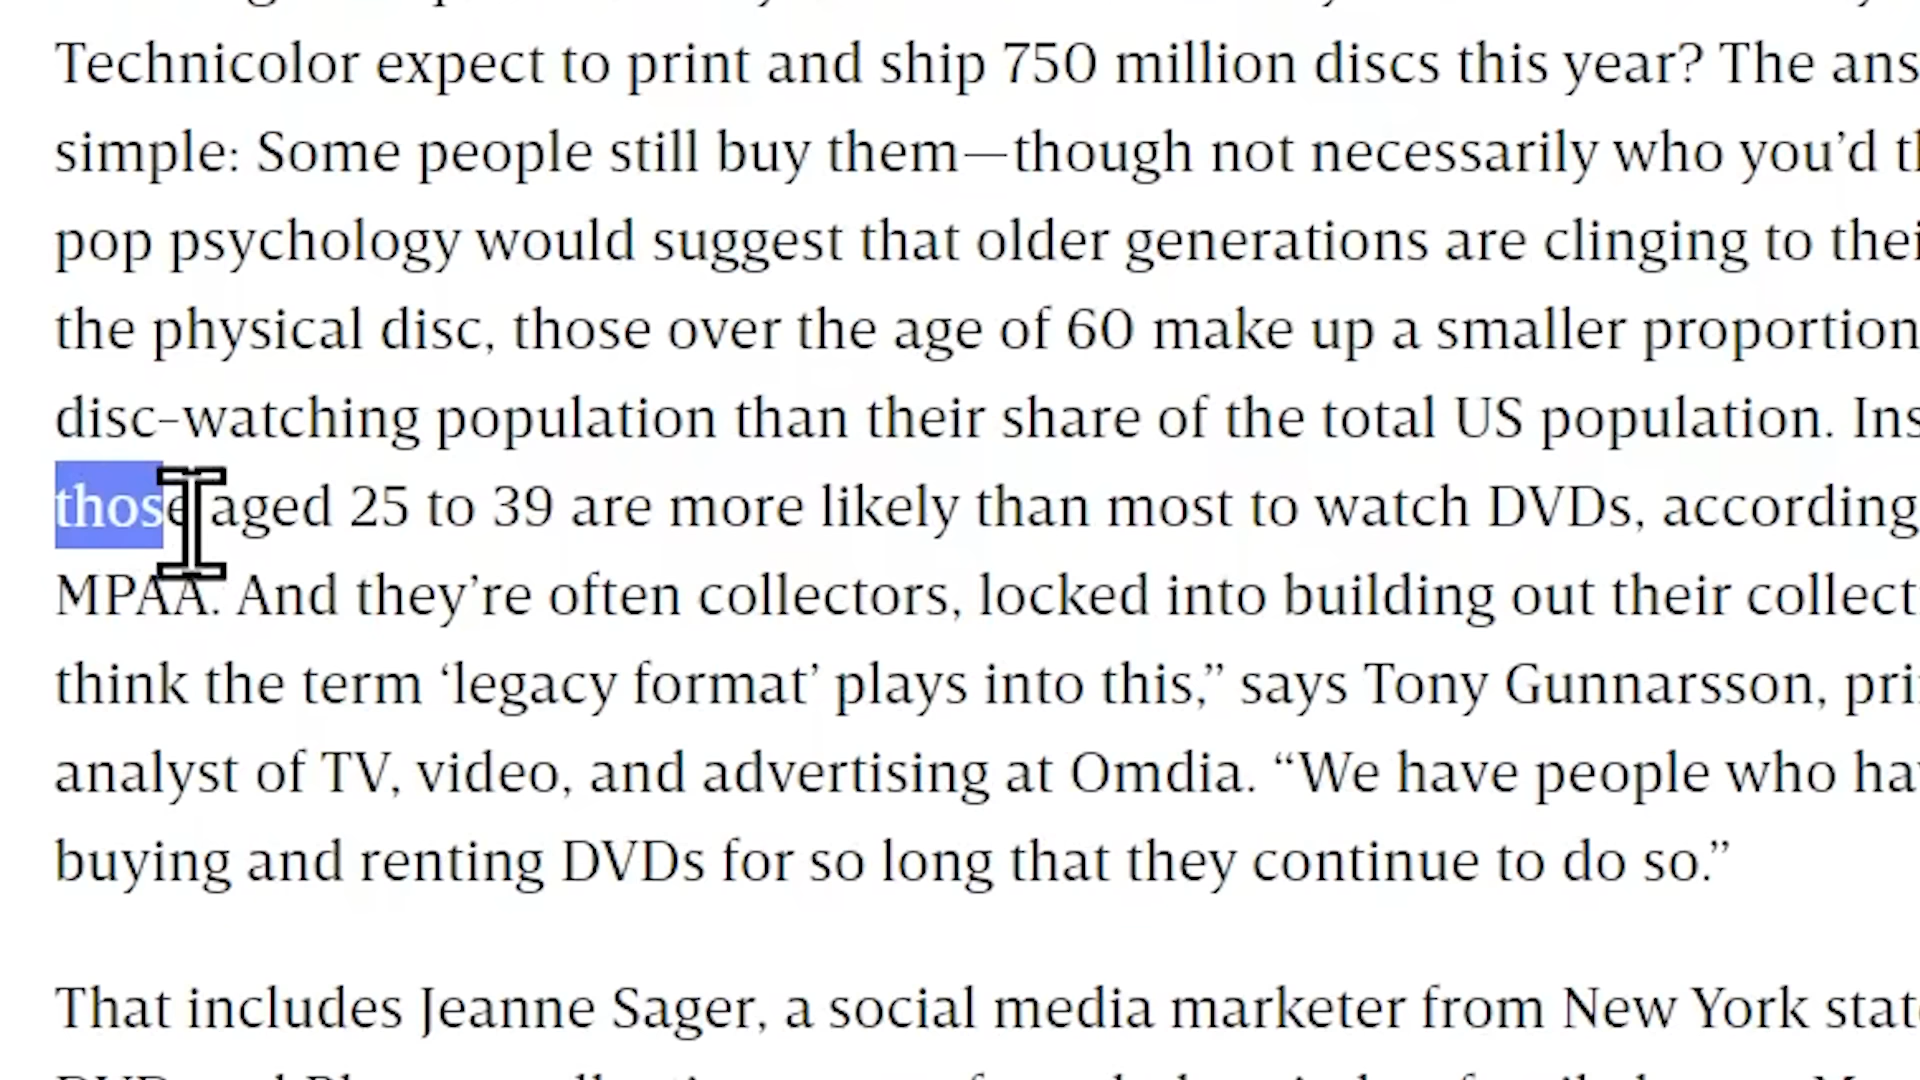 Technicolor expect to print and ship 750 million discs this year? The ans
simple: Some people still buy them—though not necessarily who you’d
pop psychology would suggest that older generations are clinging to thei
the physical disc, those over the age of 60 make up a smaller proportion
disc-watching population than their share of the total US population. Ins
those aged 25 to 39 are more likely than most to watch DVDs, according
MPAA. And they’re often collectors, locked into building out their collect
think the term ‘legacy format’ plays into this,” says Tony Gunnarsson, pri
analyst of TV, video, and advertising at Omdia. “We have people who ha
buying and renting DVDs for so long that they continue to do so.”
That includes Jeanne Sager, a social media marketer from New York stat